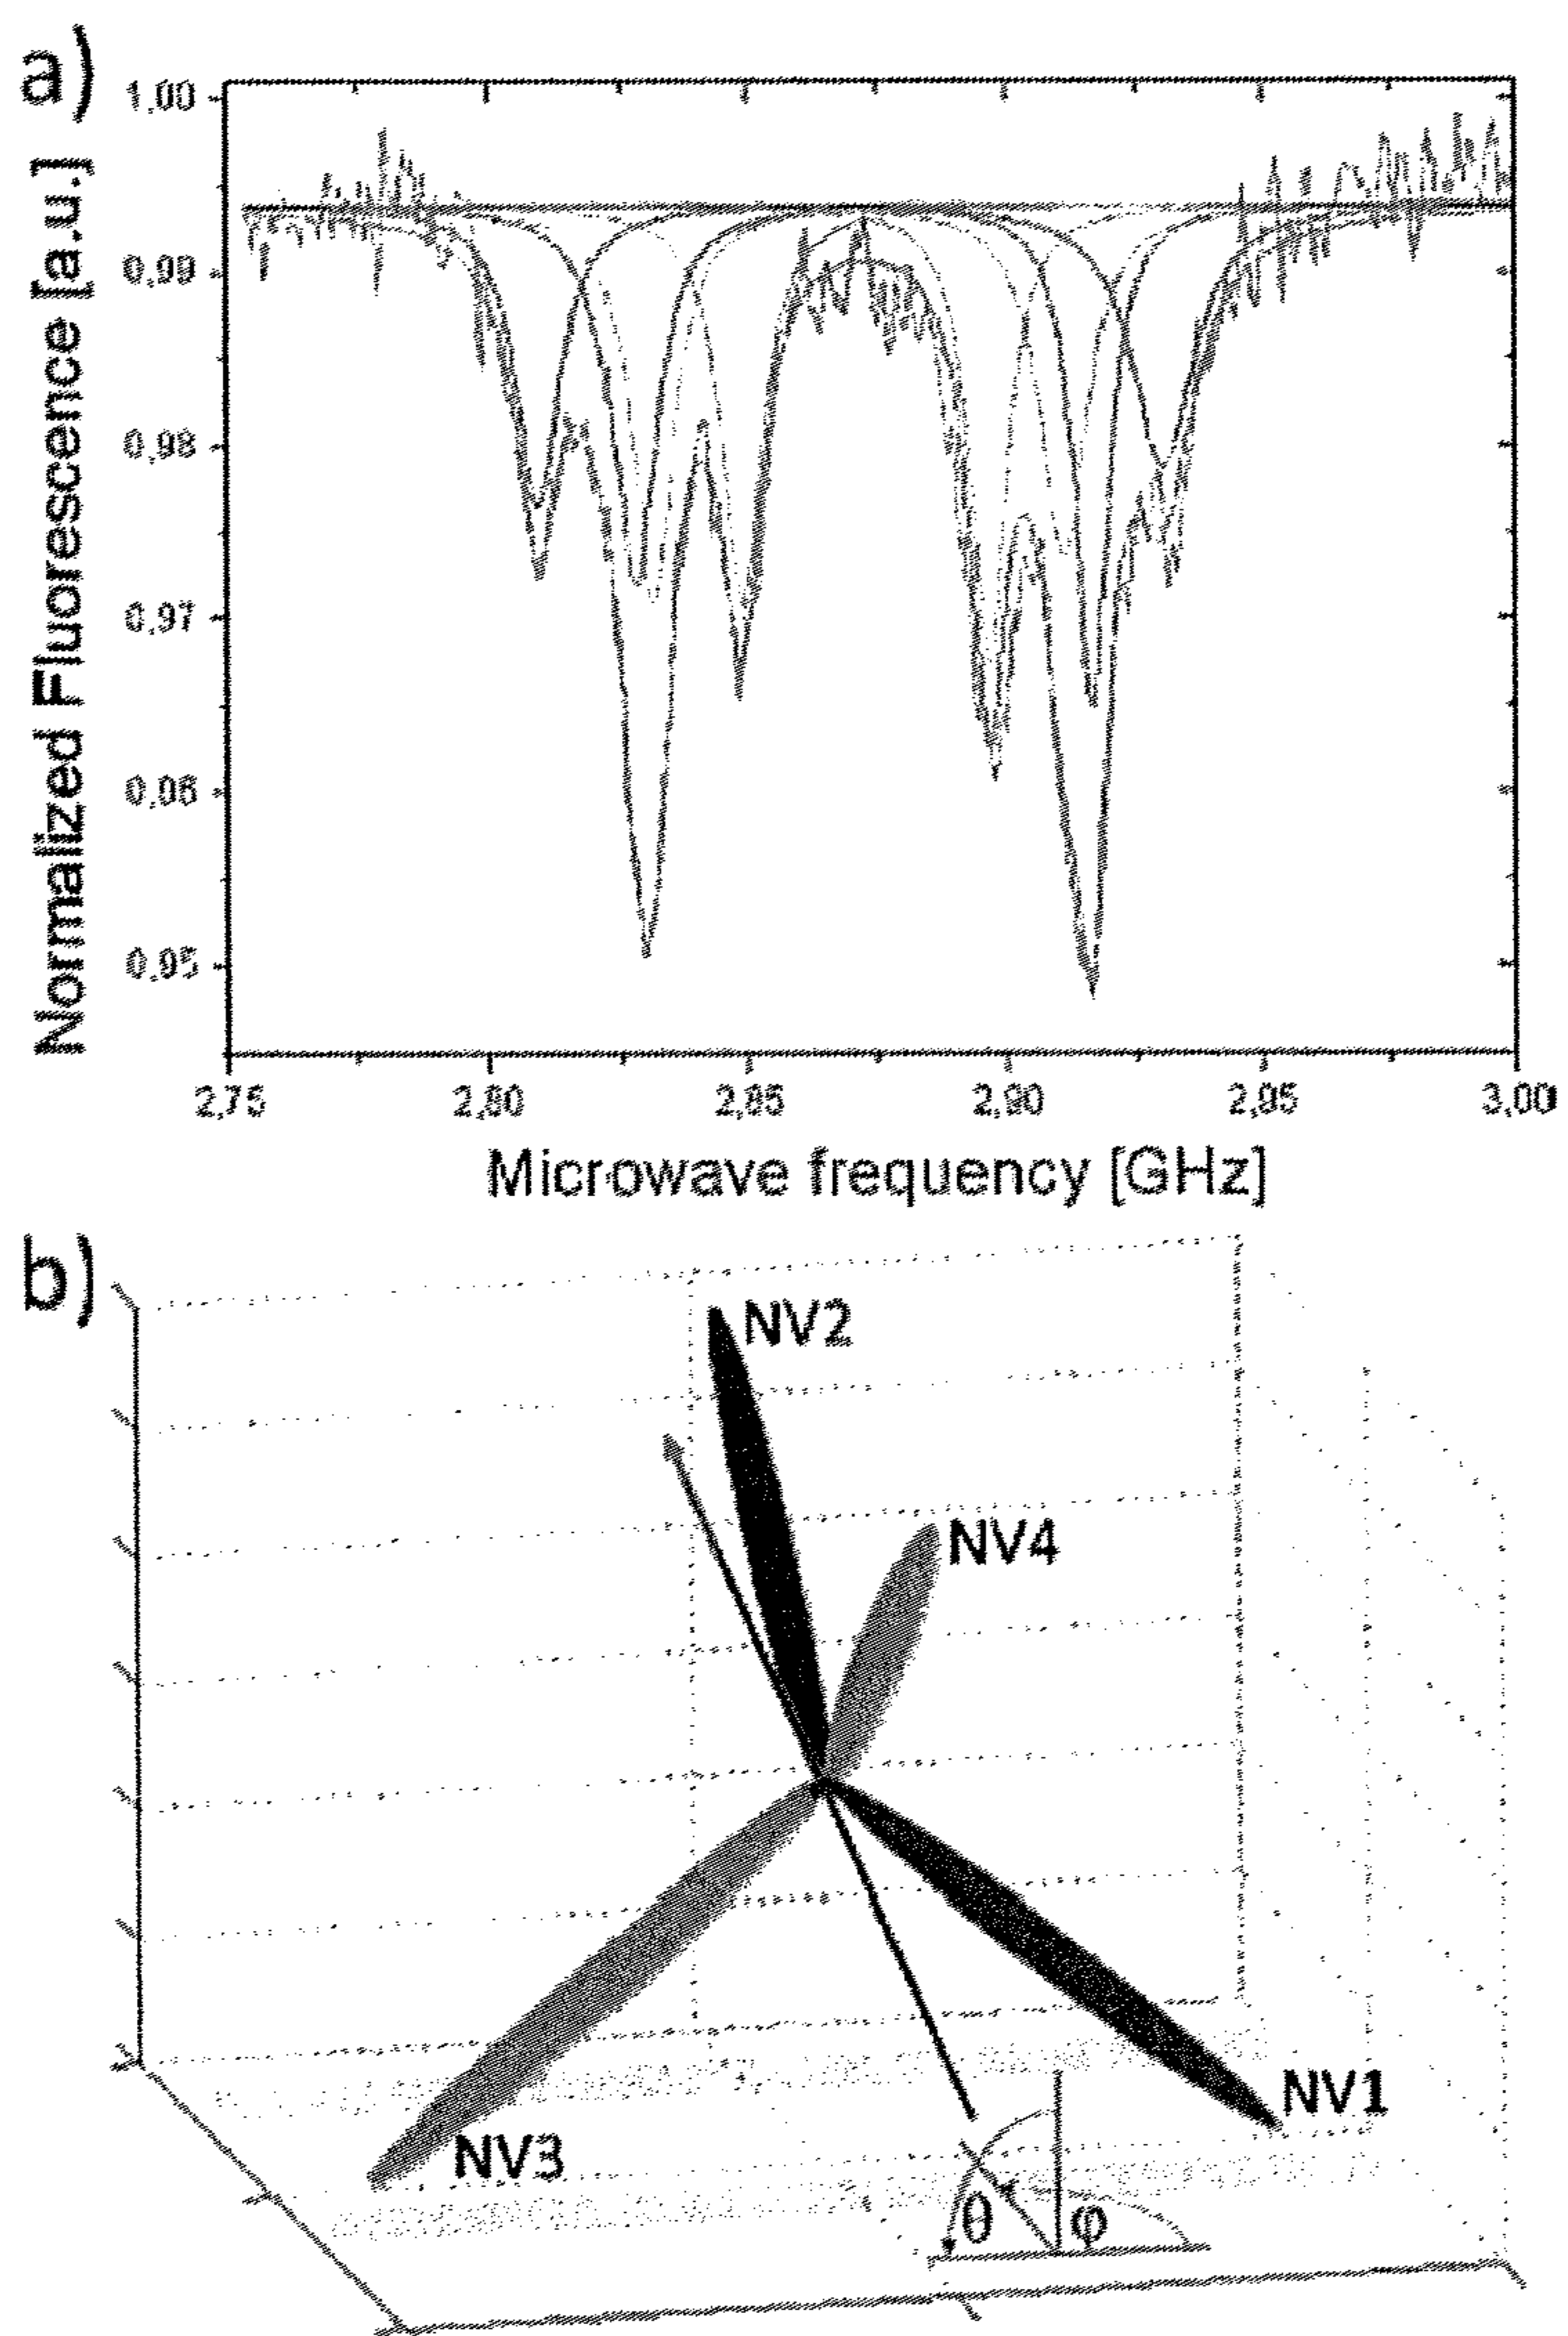 a)
Normalized Fluorescence [a.u.]
1.00
0.99
0.98
0.97
0.96
0.95
2,75 2,80 2,85 2,90 2,95 3,00
Microwave frequency [GHz]
b)
NV2
NV4
NV1
NV3
θ φ